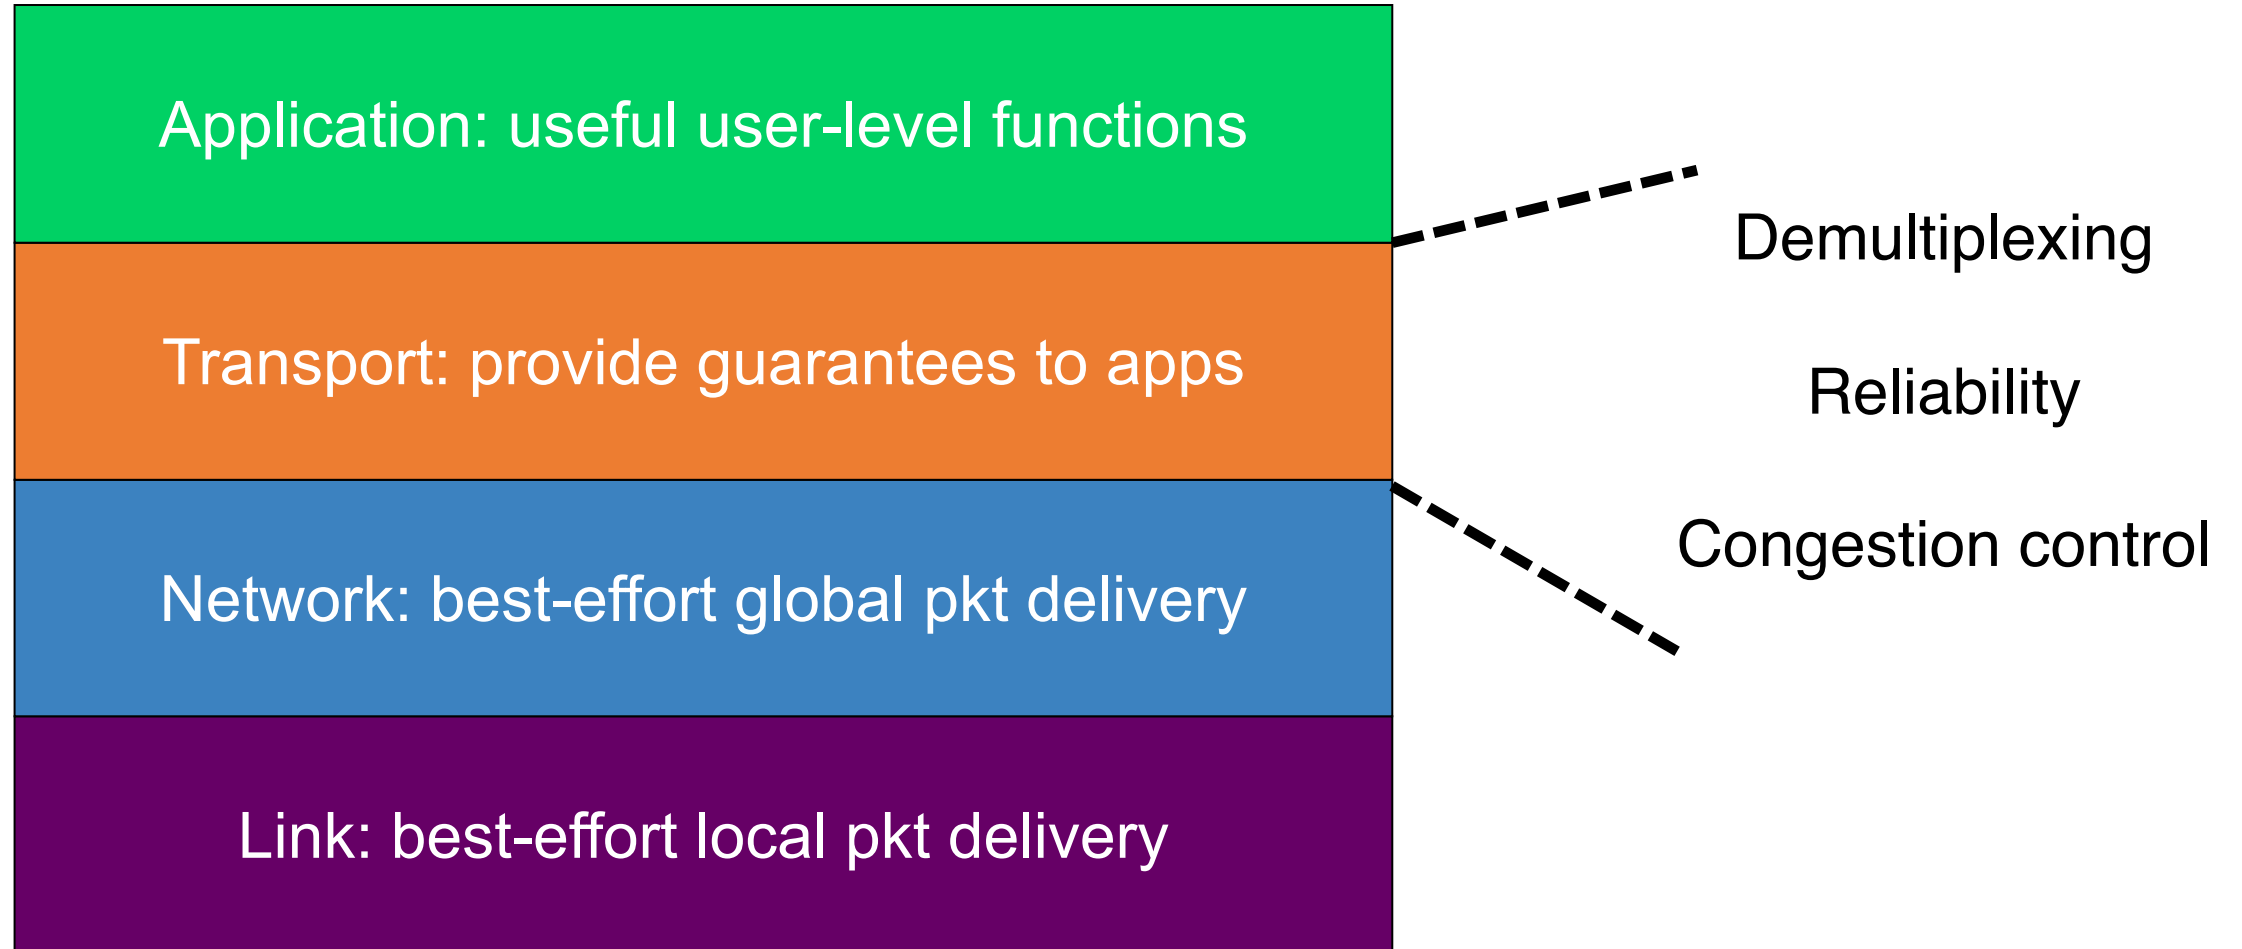 Application: useful user-level functions
Transport: provide guarantees to apps
Network: best-effort global pkt delivery
Link: best-effort local pkt delivery
Demultiplexing
Reliability
Congestion control